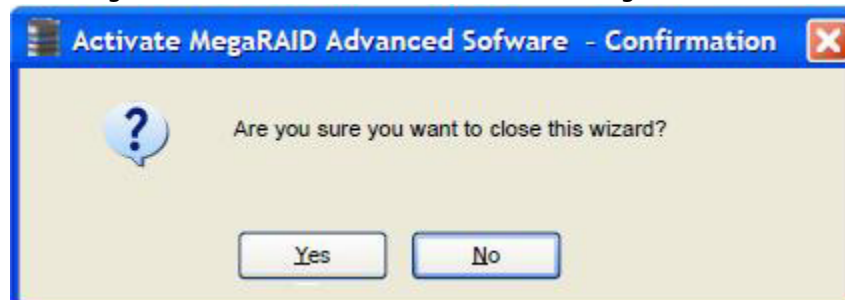 Activate MegaRAID Advanced Sofware - Confirmation
Are you sure you want to close this wizard?
Yes No